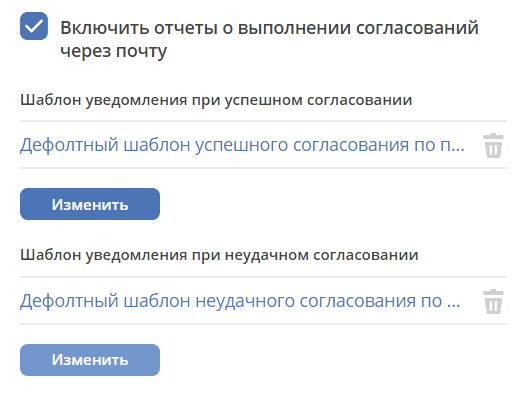 Включить отчеты о выполнении согласований
через почту
Шаблон уведомления при успешном согласовании
Дефолтный шаблон успешного согласования по п...
Изменить
Шаблон уведомления при неудачном согласовании
Дефолтный шаблон неудачного согласования по ...
Изменить